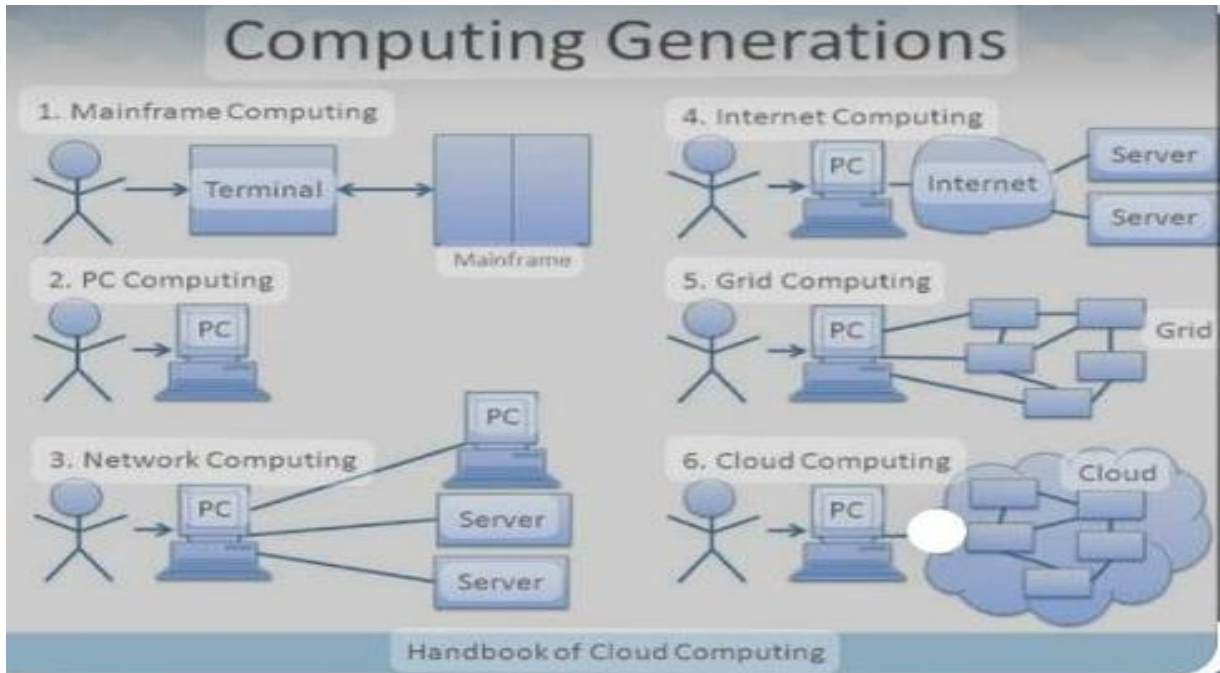 Computing Generations
1. Mainframe Computing
Terminal
Mainframe
2. PC Computing
PC
3. Network Computing
PC
PC
Server
Server
4. Internet Computing
PC
Internet
Server
Server
5. Grid Computing
PC
Grid
6. Cloud Computing
PC
Cloud
Handbook of Cloud Computing